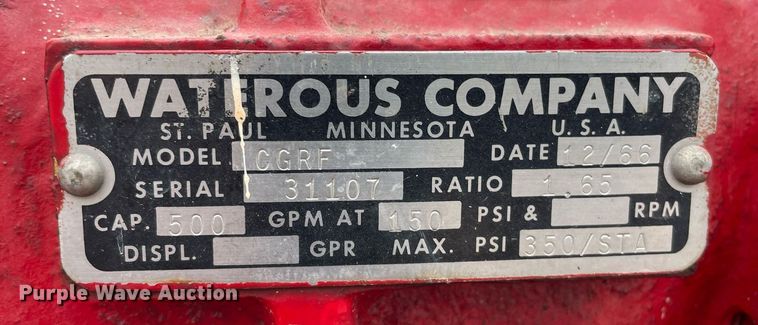 WATEROUS COMPANY
ST. PAUL MINNESOTA U.S.A.
MODEL CGRF DATE 12/66
SERIAL 31107 RATIO 1.65
CAP. 500 GPM AT 150 PSI & RPM
DISPL. GPR MAX. PSI 350/STA
Purple Wave Auction